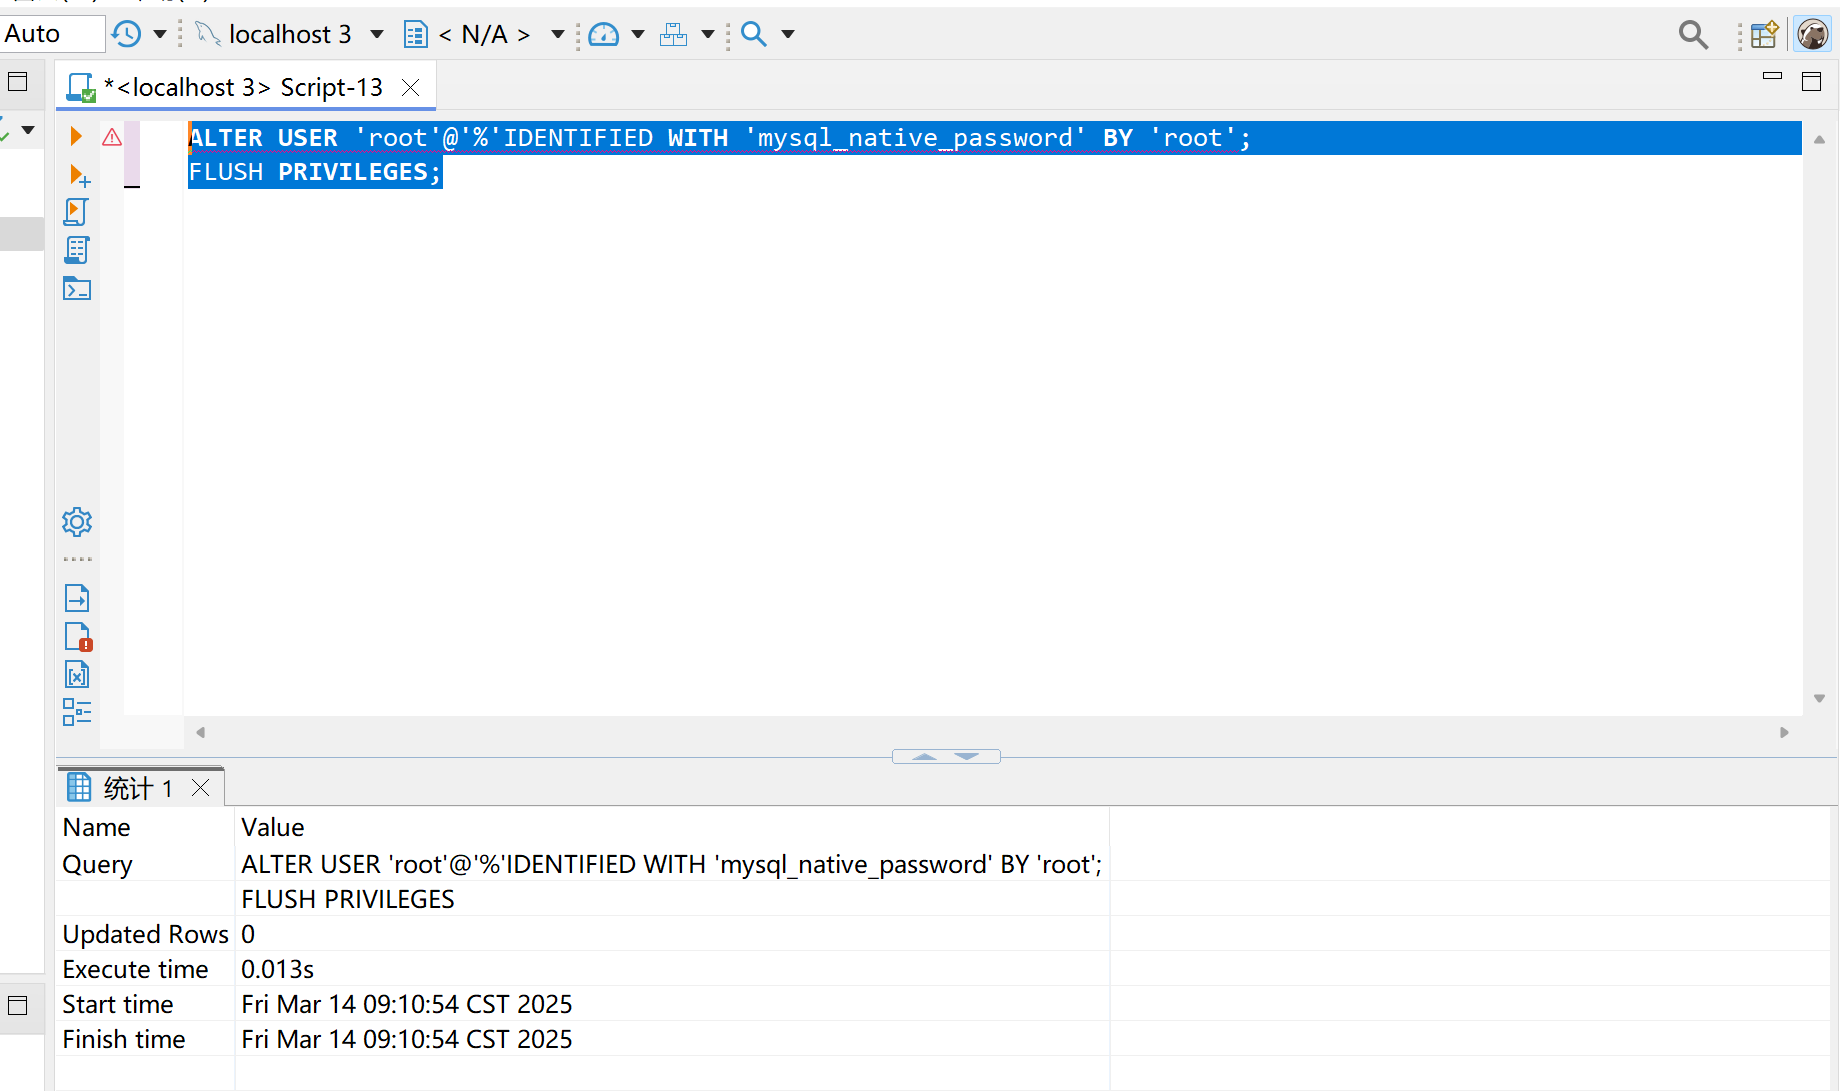 Auto
localhost 3
< N/A >
*<localhost 3> Script-13
ALTER USER 'root'@'%'IDENTIFIED WITH 'mysql_native_password' BY 'root';
FLUSH PRIVILEGES;
统计 1
Name Value
Query ALTER USER 'root'@'%'IDENTIFIED WITH 'mysql_native_password' BY 'root';
FLUSH PRIVILEGES
Updated Rows 0
Execute time 0.013s
Start time Fri Mar 14 09:10:54 CST 2025
Finish time Fri Mar 14 09:10:54 CST 2025